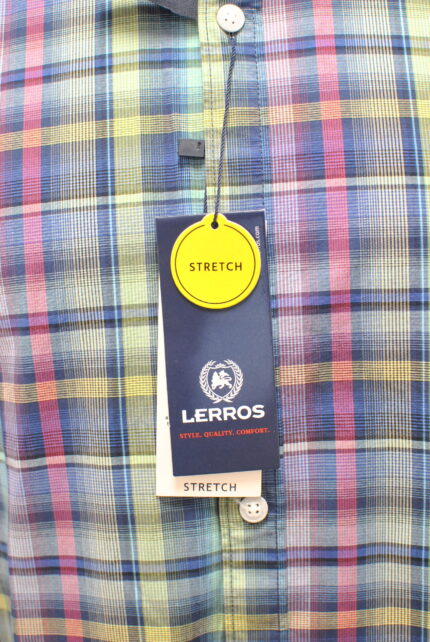 STRETCH
LERROS
STYLE. QUALITY. COMFORT.
STRETCH